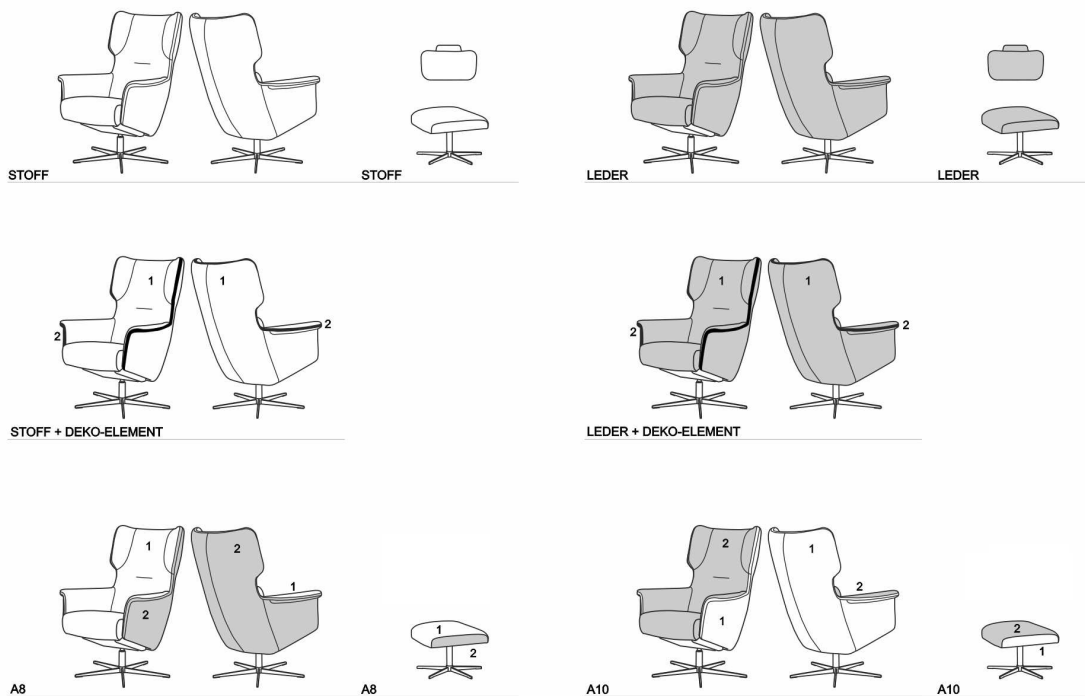 STOFF
STOFF
LEDER
LEDER
1
1
2
2
STOFF + DEKO-ELEMENT
1
1
2
2
LEDER + DEKO-ELEMENT
1
2
2
1
1
2
A8
A8
2
1
1
2
2
1
A10
A10